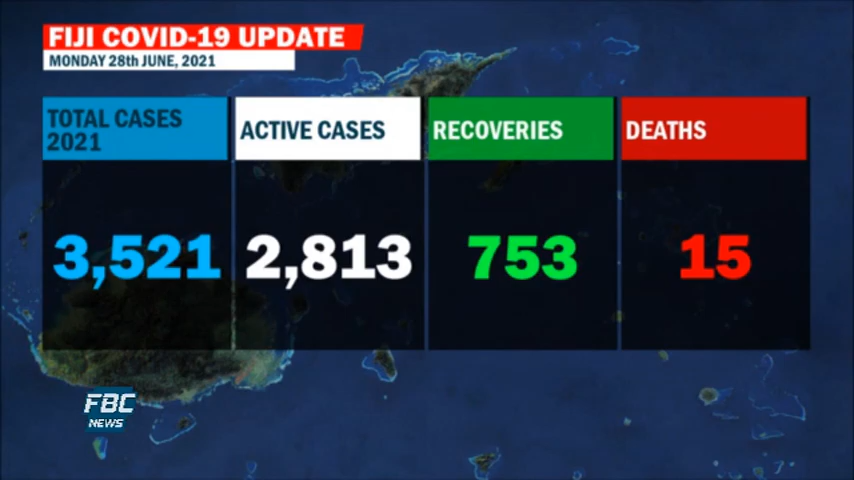 FIJI COVID-19 UPDATE
MONDAY 28th JUNE, 2021
TOTAL CASES
2021
ACTIVE CASES
RECOVERIES
DEATHS
3,521
2,813
753
15
FBC
NEWS